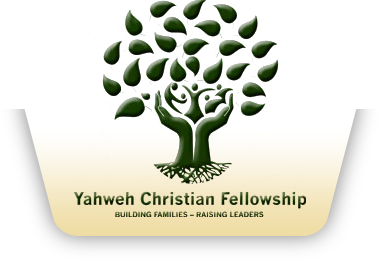 Yahweh Christian Fellowship
BUILDING FAMILIES – RAISING LEADERS